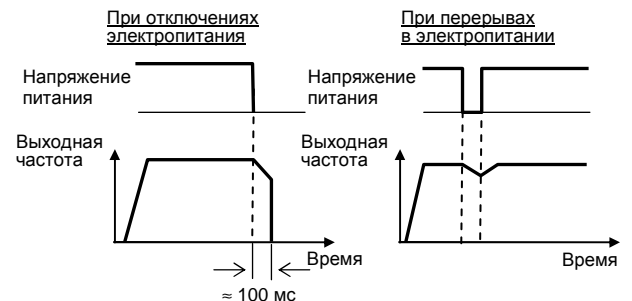 При отключениях
электропитания
Напряжение
питания
Выходная
частота
Время
≈ 100 мс
При перерывах
в электропитании
Напряжение
питания
Выходная
частота
Время